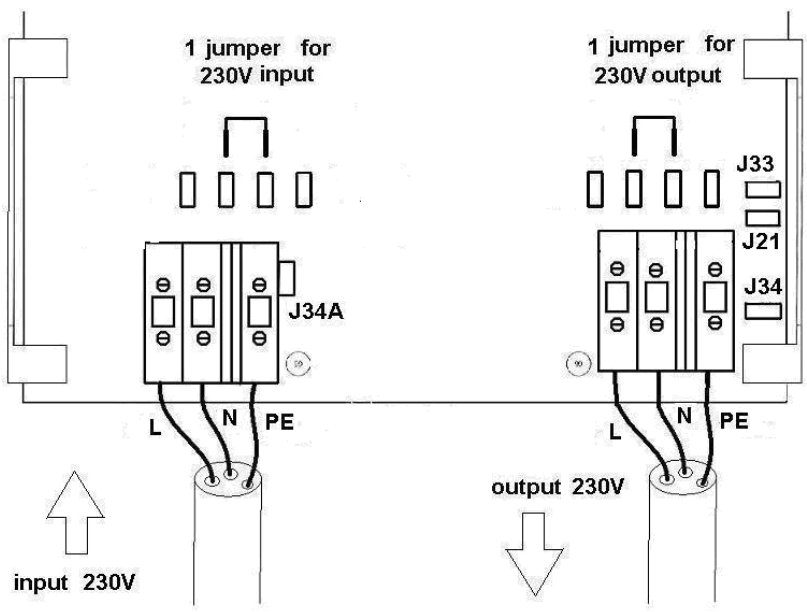 1 jumper for
230V input
1 jumper for
230V output
J33
J21
J34
J34A
L
N
PE
L
N
PE
input 230V
output 230V